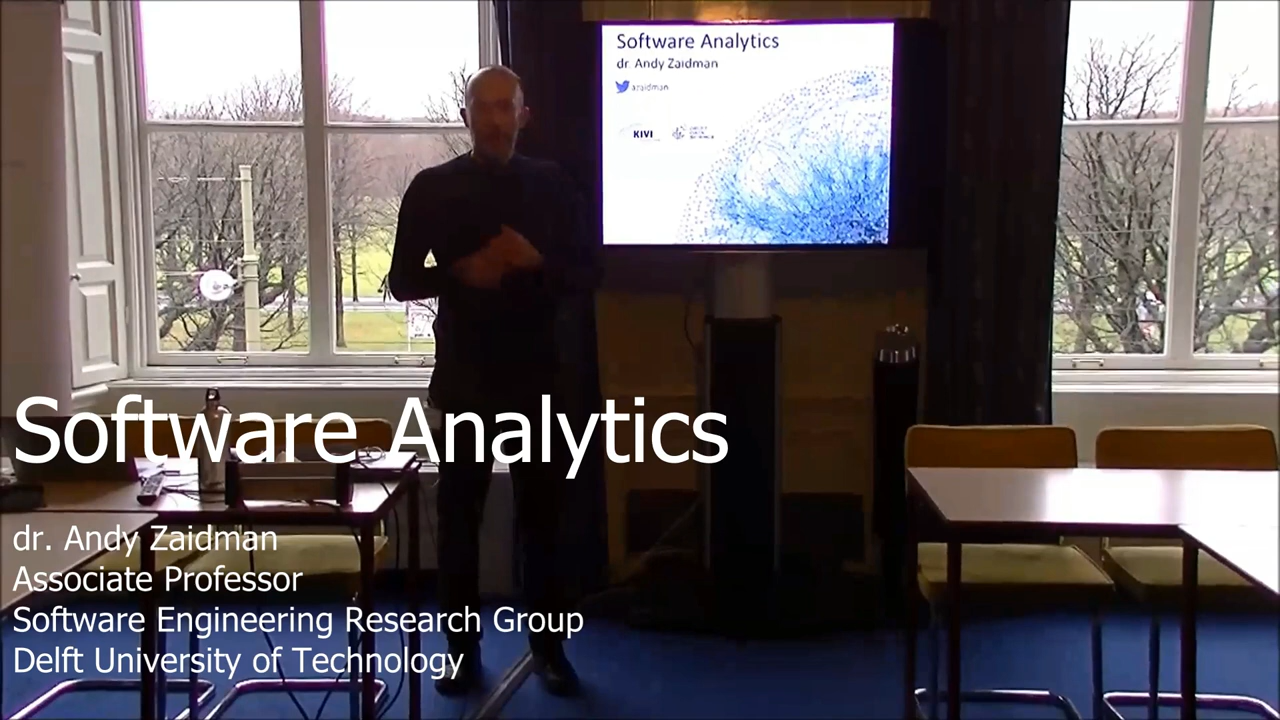 Software Analytics
dr. Andy Zaidman
azaidman
KIVI
Software Analytics
dr. Andy Zaidman
Associate Professor
Software Engineering Research Group
Delft University of Technology